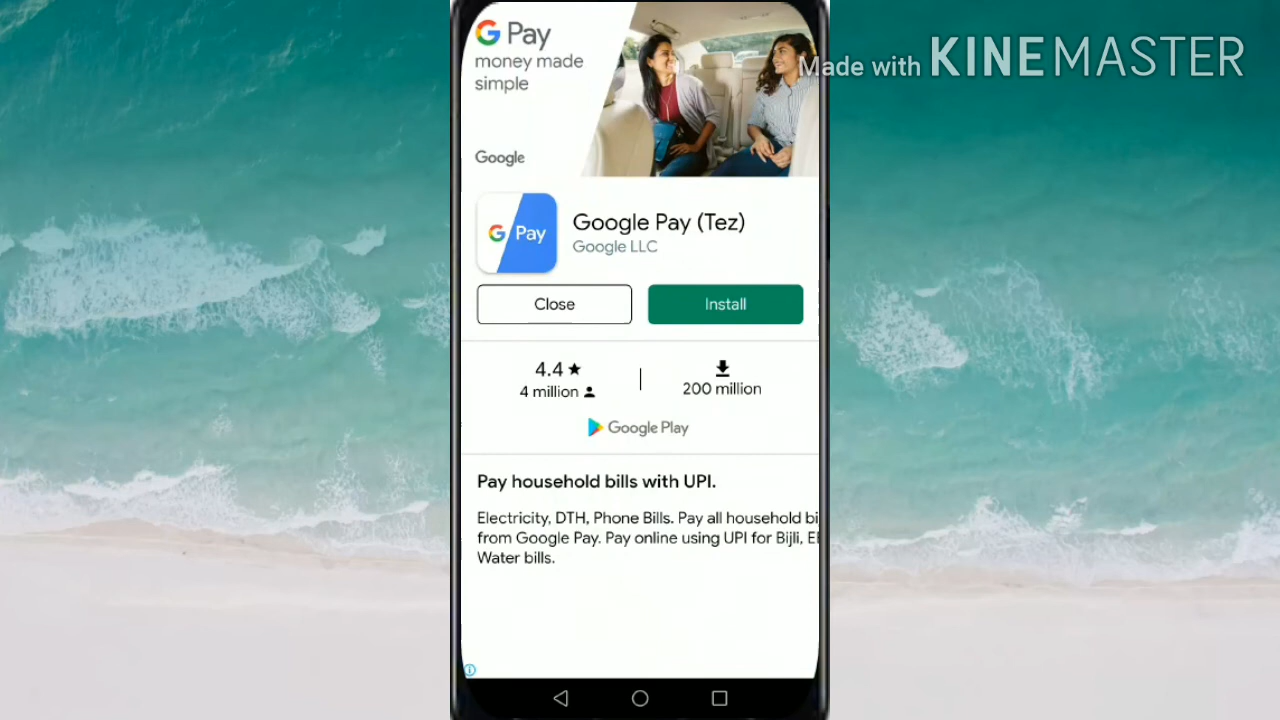 G Pay
money made
simple
Google
Made with KINEMASTER
G Pay
Google Pay (Tez)
Google LLC
Close
Install
4.4 ★
4 million
200 million
Google Play
Pay household bills with UPI.
Electricity, DTH, Phone Bills. Pay all household bi
from Google Pay. Pay online using UPI for Bijli, E
Water bills.